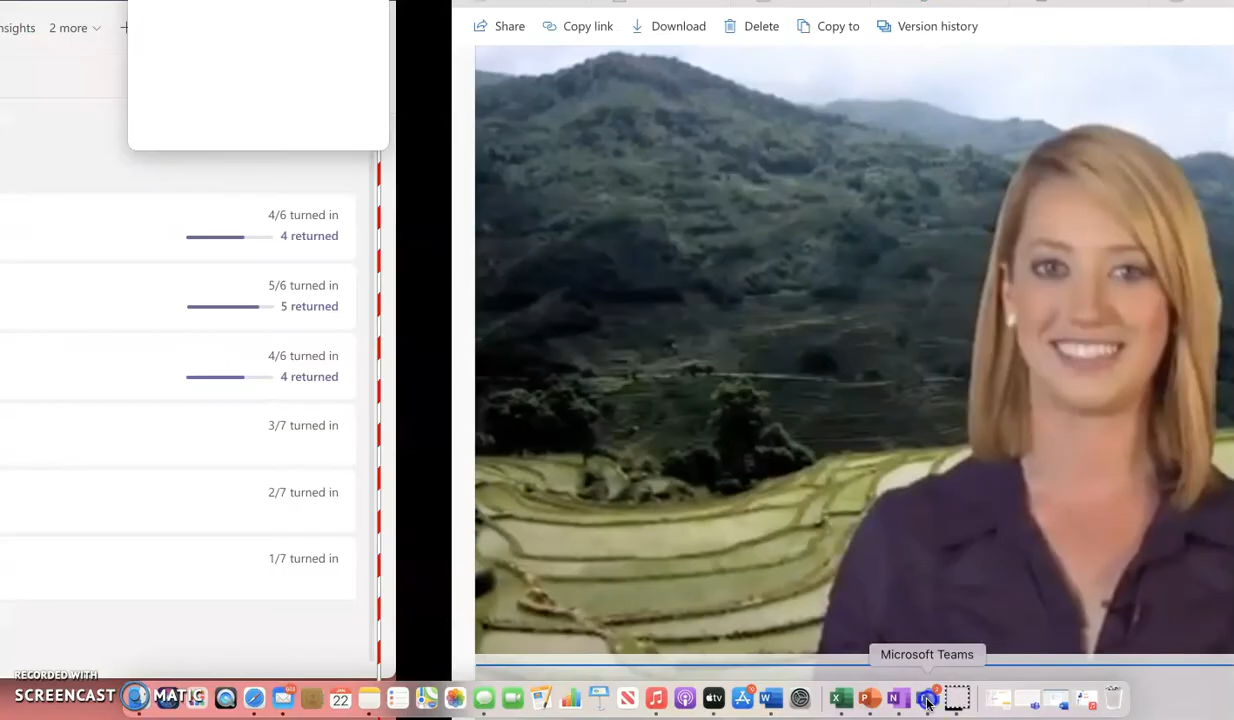 nsights 2 more
Share Copy link Download Delete Copy to Version history
4/6 turned in
4 returned
5/6 turned in
5 returned
4/6 turned in
4 returned
3/7 turned in
2/7 turned in
1/7 turned in
Microsoft Teams
RECORDED WITH
SCREENCAST MATIC
JUL
22